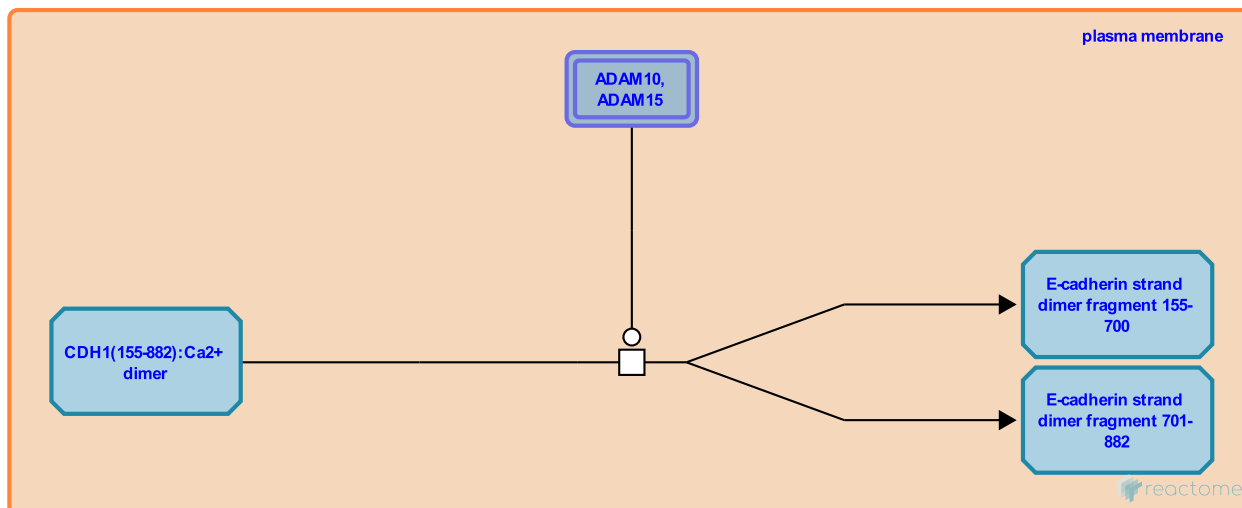 plasma membrane
ADAM10,
ADAM15
CDH1(155-882):Ca2+
dimer
E-cadherin strand
dimer fragment 155-
700
E-cadherin strand
dimer fragment 701-
882
reactome